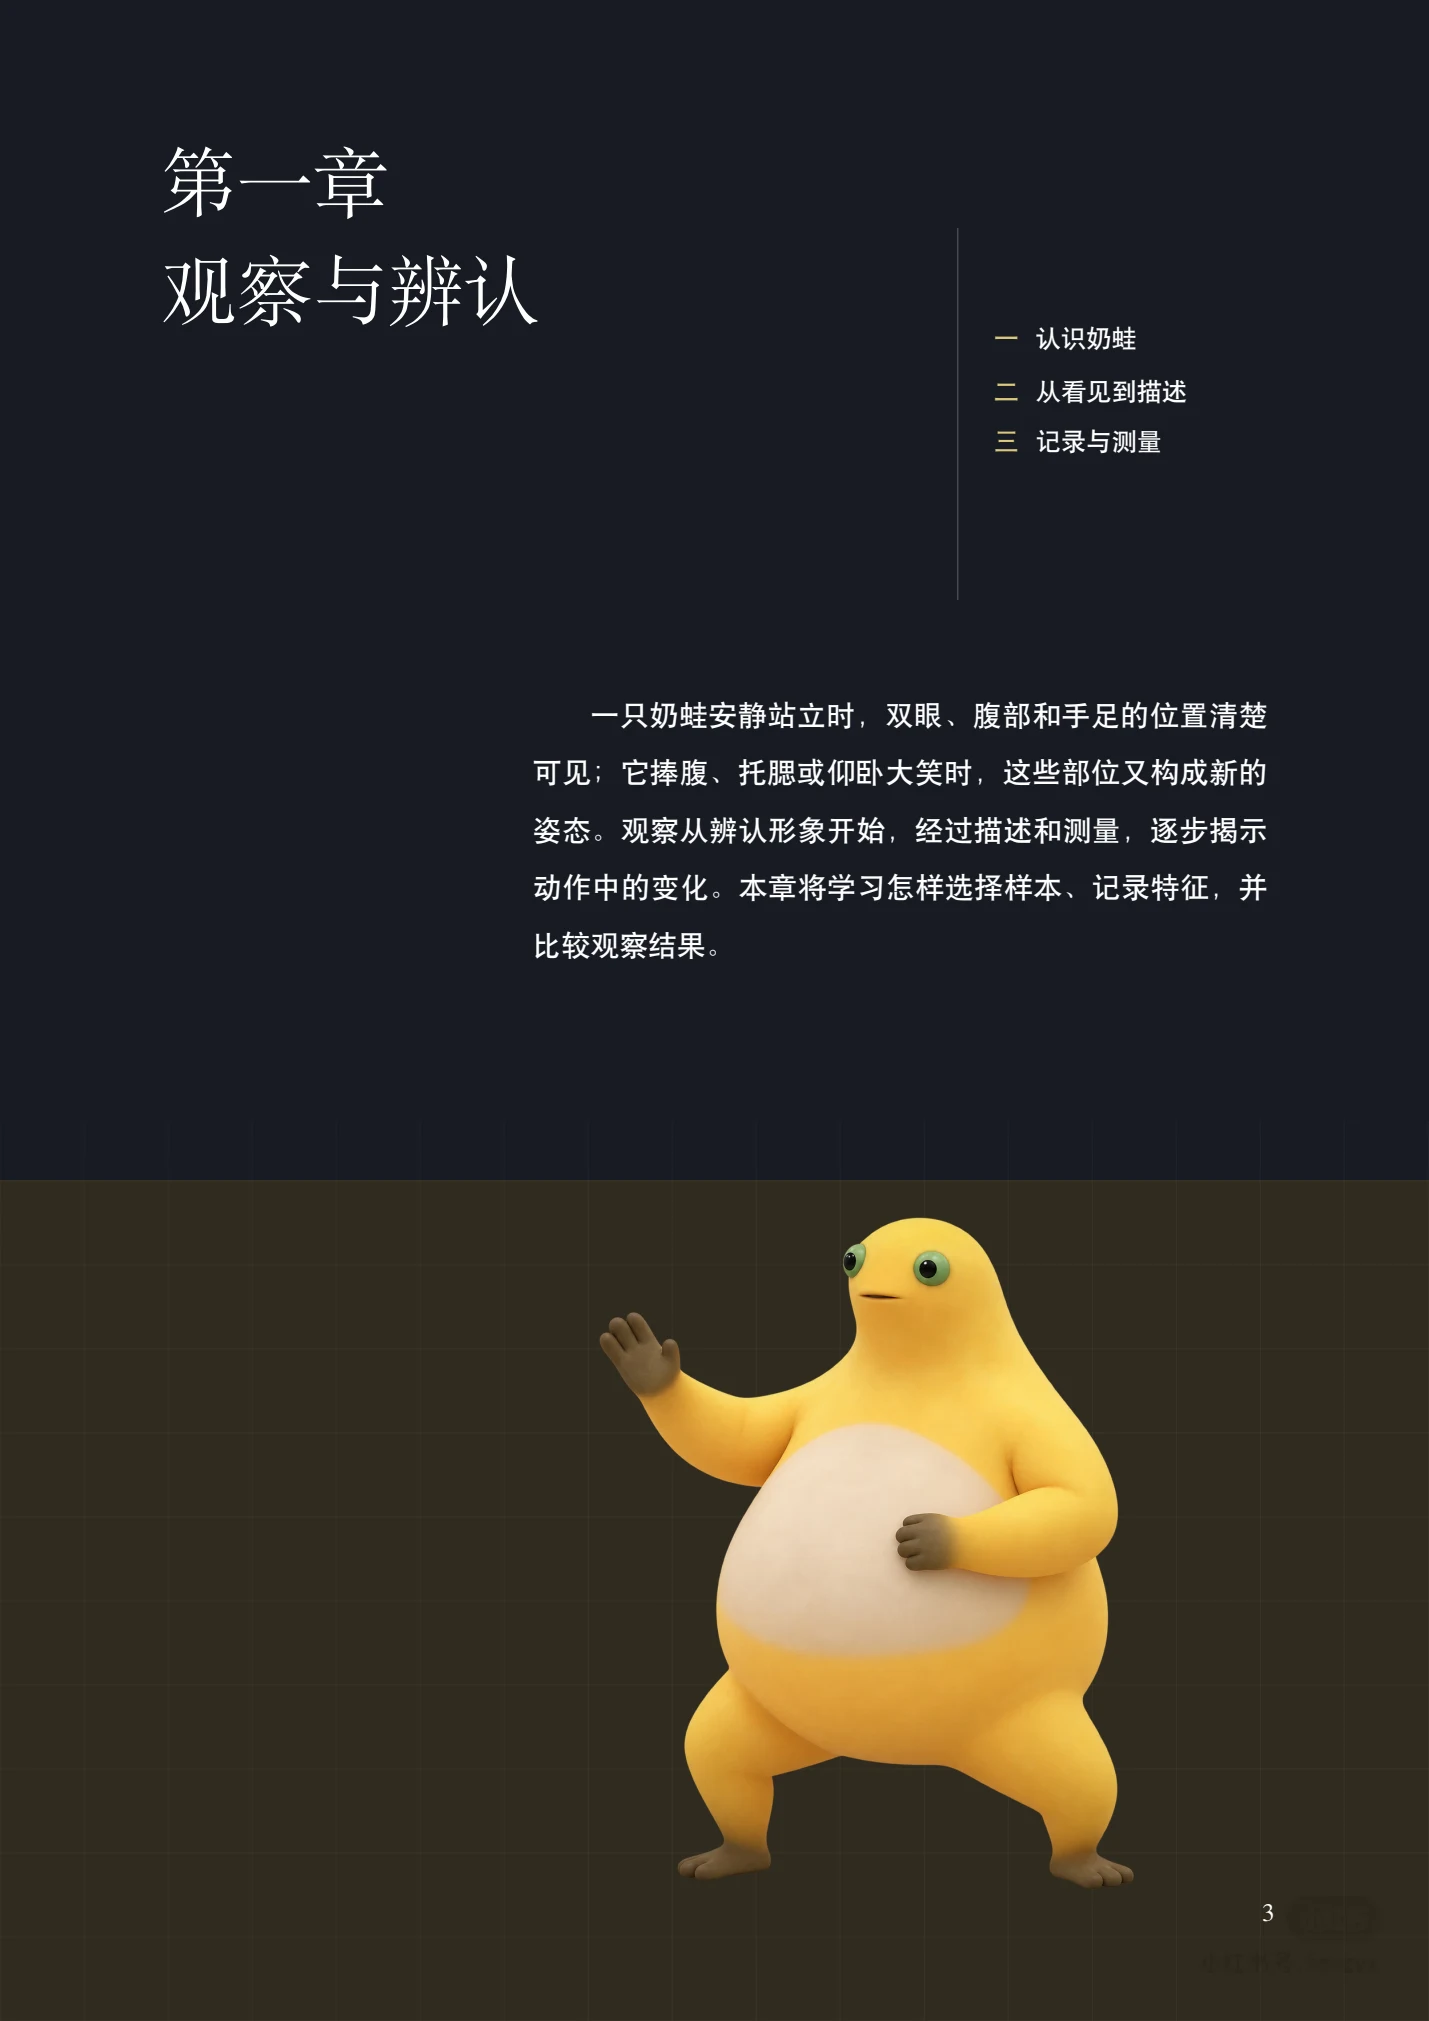 第一章
观察与辨认
一 认识奶蛙
二 从看见到描述
三 记录与测量
一只奶蛙安静站立时，双眼、腹部和手足的位置清楚
可见；它捧腹、托腮或仰卧大笑时，这些部位又构成新的
姿态。观察从辨认形象开始，经过描述和测量，逐步揭示
动作中的变化。本章将学习怎样选择样本、记录特征，并
比较观察结果。
3
小红书号